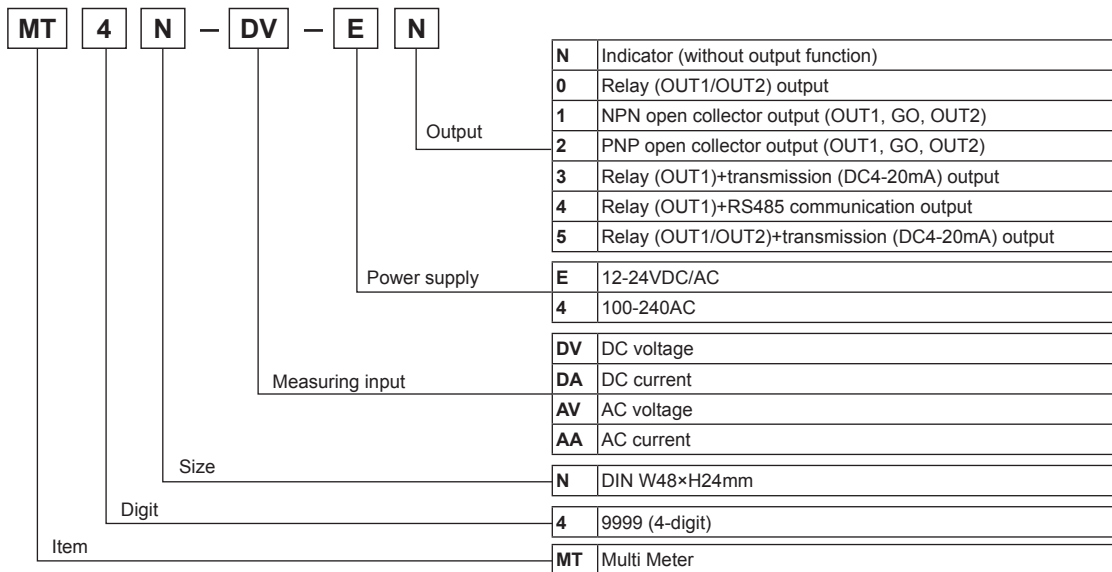 MT 4 N – DV – E N
N Indicator (without output function)
0 Relay (OUT1/OUT2) output
1 NPN open collector output (OUT1, GO, OUT2)
Output
2 PNP open collector output (OUT1, GO, OUT2)
3 Relay (OUT1)+transmission (DC4-20mA) output
4 Relay (OUT1)+RS485 communication output
5 Relay (OUT1/OUT2)+transmission (DC4-20mA) output
Power supply
E 12-24VDC/AC
4 100-240AC
DV DC voltage
Measuring input
DA DC current
AV AC voltage
AA AC current
Size
N DIN W48×H24mm
Digit
4 9999 (4-digit)
Item
MT Multi Meter